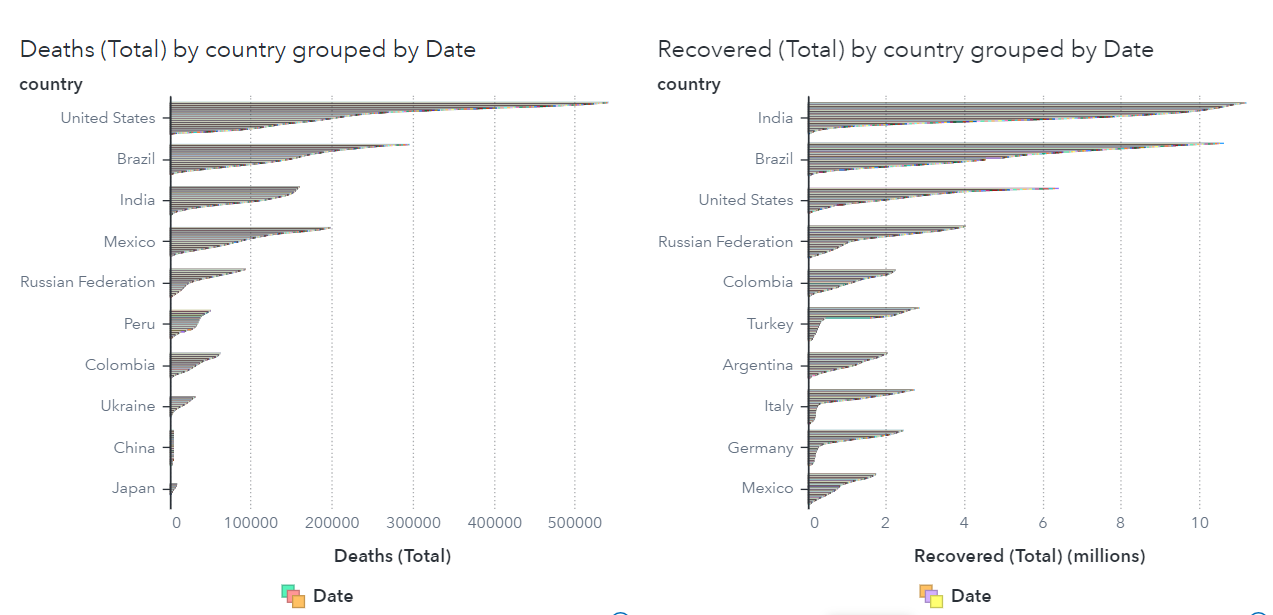 Deaths (Total) by country grouped by Date
country
United States
Brazil
India
Mexico
Russian Federation
Peru
Colombia
Ukraine
China
Japan
0 100000 200000 300000 400000 500000
Deaths (Total)
Date
Recovered (Total) by country grouped by Date
country
India
Brazil
United States
Russian Federation
Colombia
Turkey
Argentina
Italy
Germany
Mexico
0 2 4 6 8 10
Recovered (Total) (millions)
Date